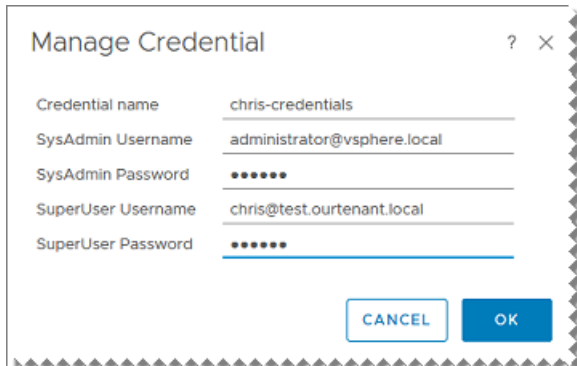 Manage Credential ? ×
Credential name chris-credentials
SysAdmin Username administrator@vsphere.local
SysAdmin Password ••••••
SuperUser Username chris@test.ourtenant.local
SuperUser Password ••••••
CANCEL OK